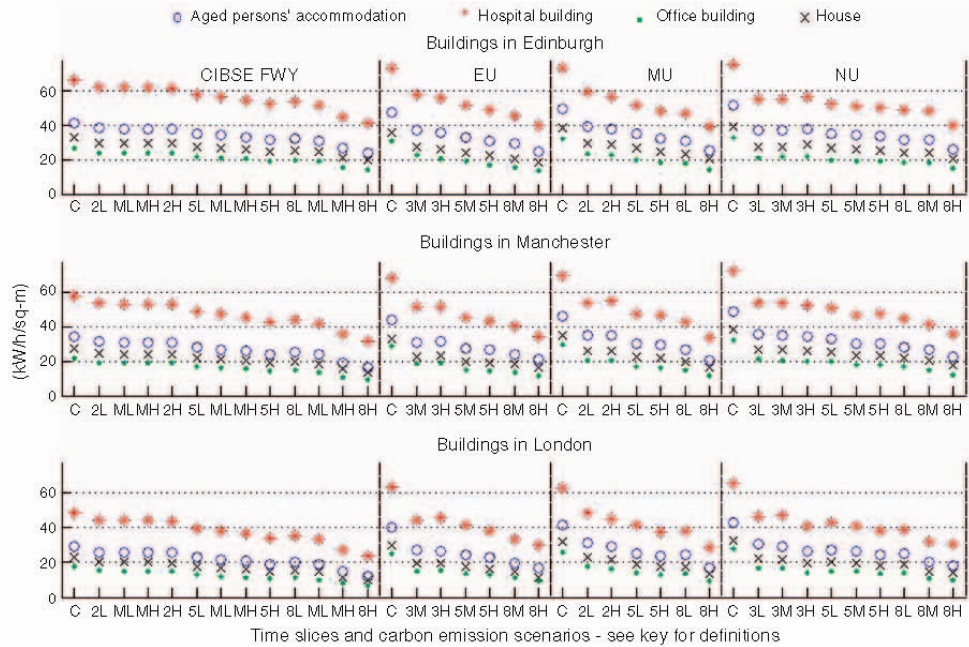 Aged persons' accommodation Hospital building Office building House
Buildings in Edinburgh
CIBSE FWY EU MU NU
60
40
20
0
C 2L ML MH 2H 5L ML MH 5H 8L ML MH 8H C 3M 3H 5M 5H 8M 8H C 2L 2H 5L 5H 8L 8H C 3L 3M 3H 5L 5M 5H 8L 8M 8H
Buildings in Manchester
(kW/h/sq-m)
60
40
20
0
C 2L ML MH 2H 5L ML MH 5H 8L ML MH 8H C 3M 3H 5M 5H 8M 8H C 2L 2H 5L 5H 8L 8H C 3L 3M 3H 5L 5M 5H 8L 8M 8H
Buildings in London
60
40
20
0
C 2L ML MH 2H 5L ML MH 5H 8L ML MH 8H C 3M 3H 5M 5H 8M 8H C 2L 2H 5L 5H 8L 8H C 3L 3M 3H 5L 5M 5H 8L 8M 8H
Time slices and carbon emission scenarios - see key for definitions